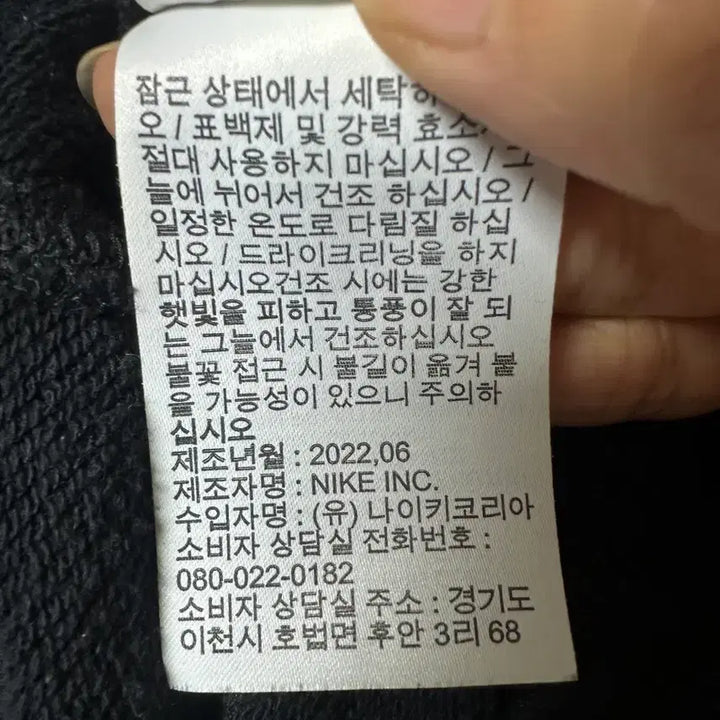 잠근 상태에서 세탁하
오 / 표백제 및 강력 효소
절대 사용하지 마십시오 / 그
늘에 뉘어서 건조 하십시오 /
일정한 온도로 다림질 하십
시오 / 드라이크리닝을 하지
마십시오건조 시에는 강한
햇빛을 피하고 통풍이 잘 되
는 그늘에서 건조하십시오
불꽃 접근 시 불길이 옮겨 붙
을 가능성이 있으니 주의하
십시오
제조년월 : 2022,06
제조자명 : NIKE INC.
수입자명 : (유) 나이키코리아
소비자 상담실 전화번호 :
080-022-0182
소비자 상담실 주소 : 경기도
이천시 호법면 후안 3리 68